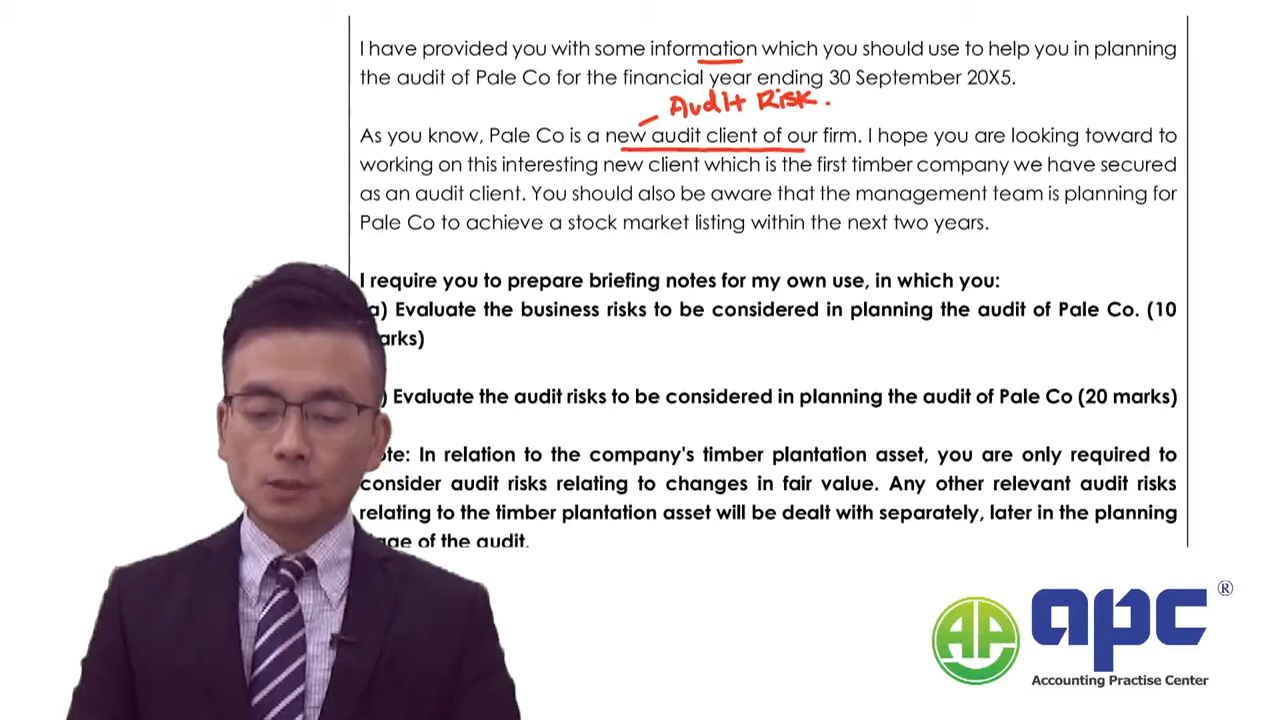 I have provided you with some information which you should use to help you in planning
the audit of Pale Co for the financial year ending 30 September 20X5.
Audit Risk.
As you know, Pale Co is a new audit client of our firm. I hope you are looking toward to
working on this interesting new client which is the first timber company we have secured
as an audit client. You should also be aware that the management team is planning for
Pale Co to achieve a stock market listing within the next two years.
I require you to prepare briefing notes for my own use, in which you:
a) Evaluate the business risks to be considered in planning the audit of Pale Co. (10
arks)
) Evaluate the audit risks to be considered in planning the audit of Pale Co (20 marks)
ote: In relation to the company's timber plantation asset, you are only required to
consider audit risks relating to changes in fair value. Any other relevant audit risks
relating to the timber plantation asset will be dealt with separately, later in the planning
age of the audit.
AP apc ®
Accounting Practise Center